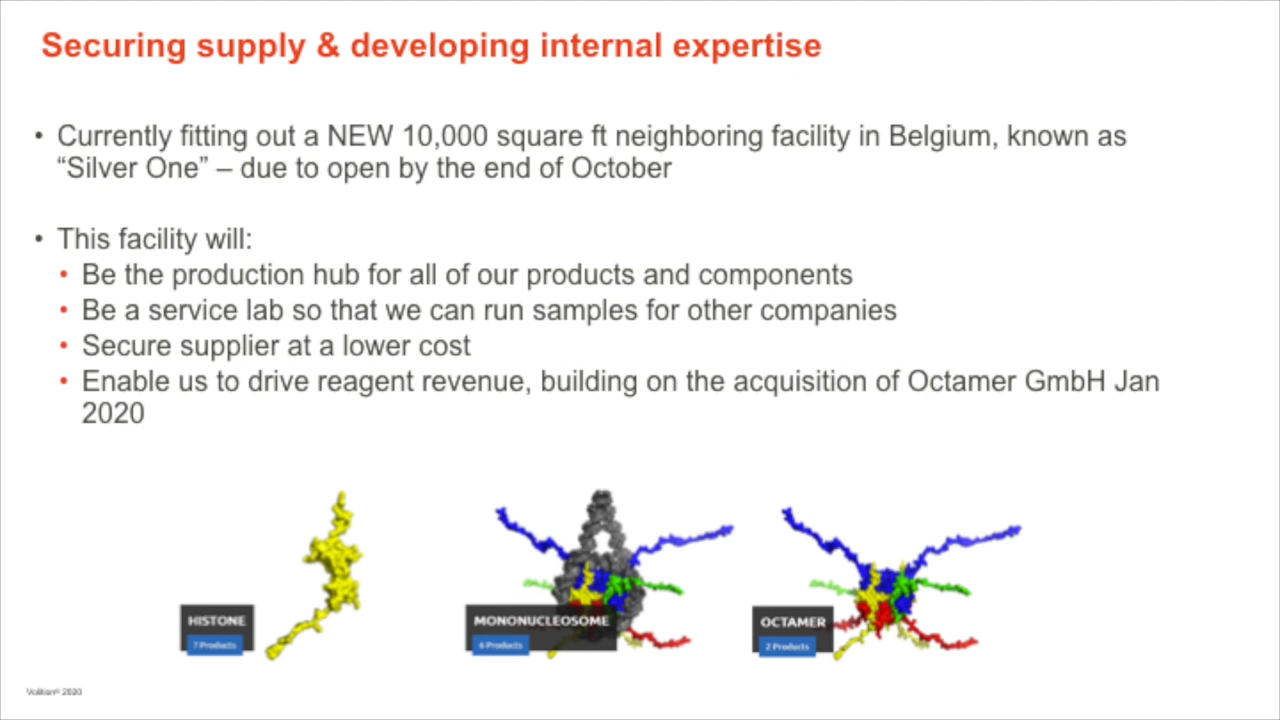 Securing supply & developing internal expertise
• Currently fitting out a NEW 10,000 square ft neighboring facility in Belgium, known as
“Silver One” – due to open by the end of October
• This facility will:
• Be the production hub for all of our products and components
• Be a service lab so that we can run samples for other companies
• Secure supplier at a lower cost
• Enable us to drive reagent revenue, building on the acquisition of Octamer GmbH Jan
2020
HISTONE
7 Products
MONONUCLEOSOME
6 Products
OCTAMER
2 Products
Volition® 2020